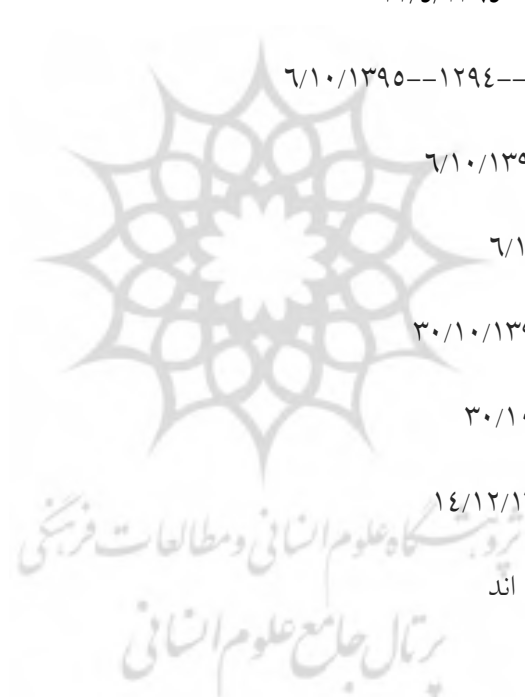 ٦/١٠/١٣٩٥--١٢٩٤--
٦/١٠/١٣٩
٦/١
٣٠/١٠/١٣٩
٣٠/١٠
١٤/١٢/١٣
پژوهشگاه علوم انسانی و مطالعات فرهنگی
اند
پرتال جامع علوم انسانی